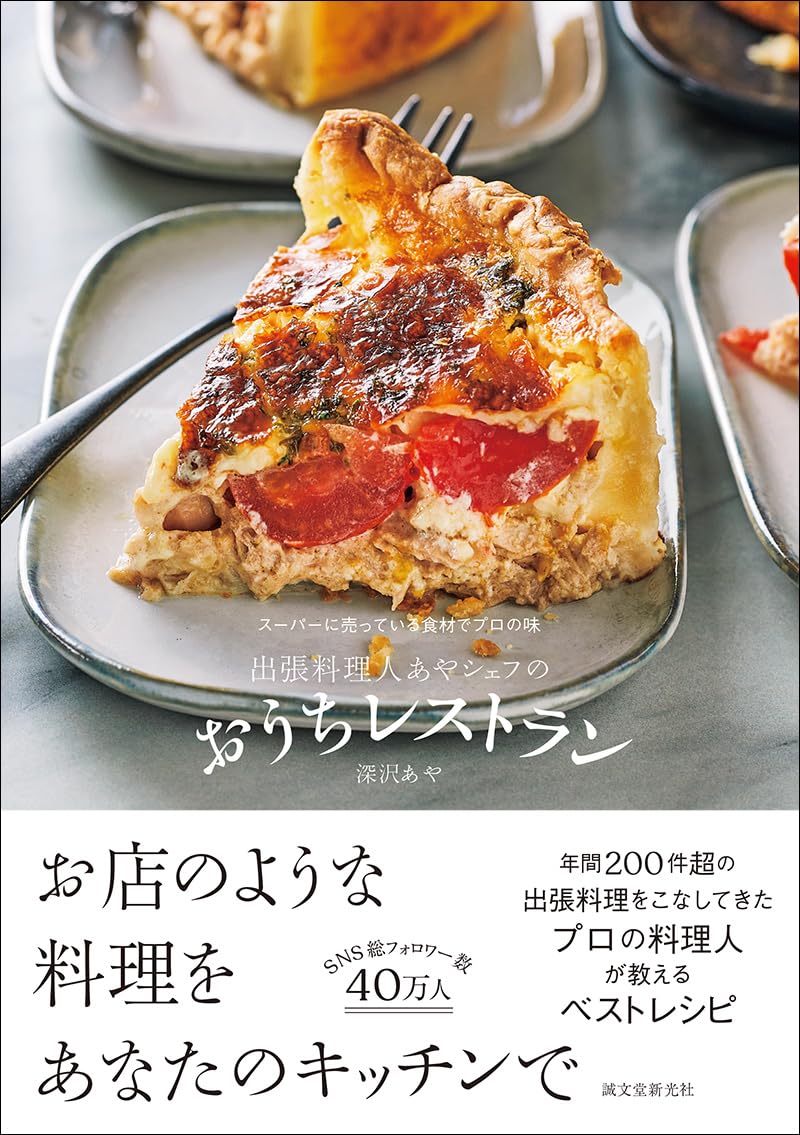 スーパーに売っている食材でプロの味
出張料理人あやシェフの
おうちレストラン
深沢あや
お店のような
料理を
あなたのキッチンで
SNS総フォロワー数
40万人
年間200件超の
出張料理をこなしてきた
プロの料理人
が教える
ベストレシピ
誠文堂新光社